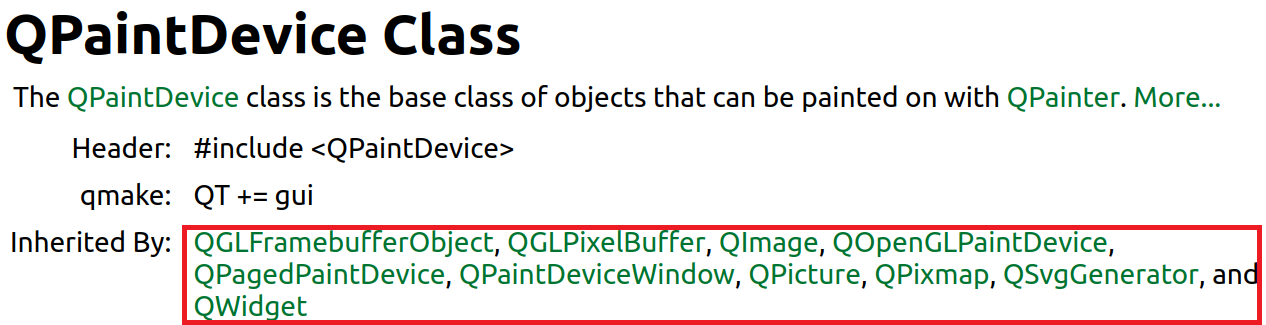 QPaintDevice Class
The QPaintDevice class is the base class of objects that can be painted on with QPainter. More...
Header: #include <QPaintDevice>
qmake: QT += gui
Inherited By: QGLFramebufferObject, QGLPixelBuffer, QImage, QOpenGLPaintDevice,
QPagedPaintDevice, QPaintDeviceWindow, QPicture, QPixmap, QSvgGenerator, and
QWidget